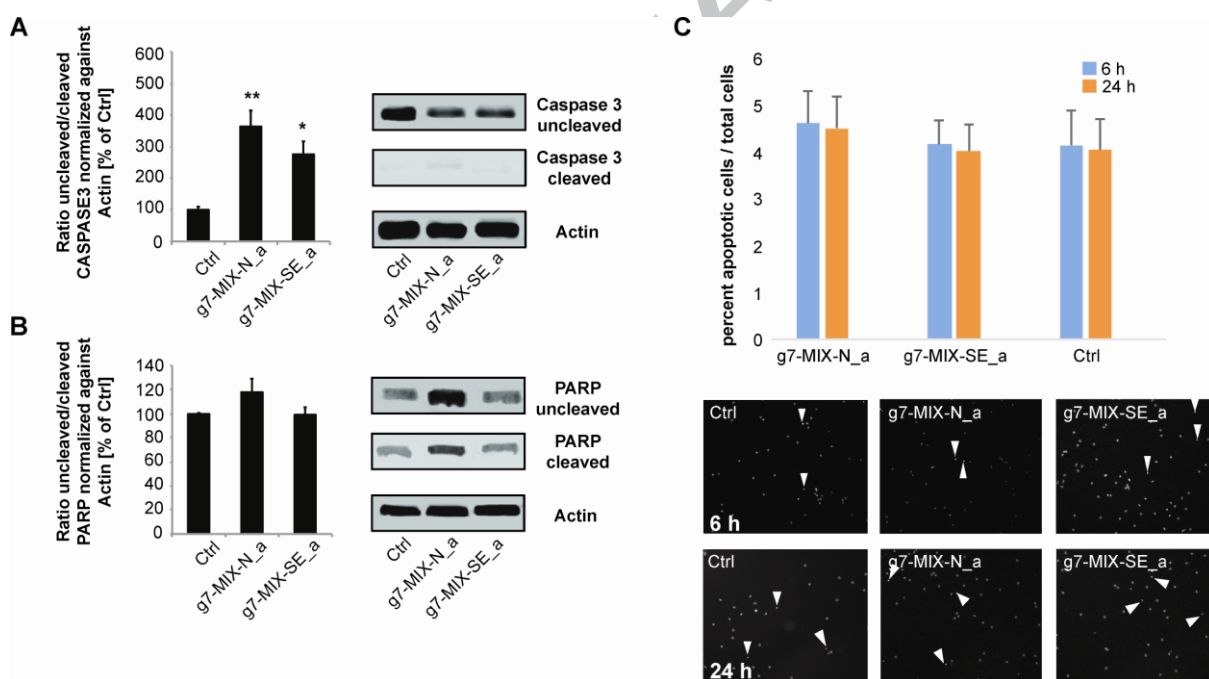 A
Ratio uncleaved/cleaved
CASPASE3 normalized against
Actin [% of Ctrl]
600
500
400
300
200
100
0
**
*
Ctrl
g7-MIX-N_a
g7-MIX-SE_a
Caspase 3
uncleaved
Caspase 3
cleaved
Actin
Ctrl
g7-MIX-N_a
g7-MIX-SE_a
B
Ratio uncleaved/cleaved
PARP normalized against
Actin [% of Ctrl]
140
120
100
80
60
40
20
0
Ctrl
g7-MIX-N_a
g7-MIX-SE_a
PARP
uncleaved
PARP
cleaved
Actin
Ctrl
g7-MIX-N_a
g7-MIX-SE_a
C
percent apoptotic cells / total cells
6
5
4
3
2
1
0
6 h
24 h
g7-MIX-N_a
g7-MIX-SE_a
Ctrl
Ctrl
g7-MIX-N_a
g7-MIX-SE_a
6 h
Ctrl
g7-MIX-N_a
g7-MIX-SE_a
24 h